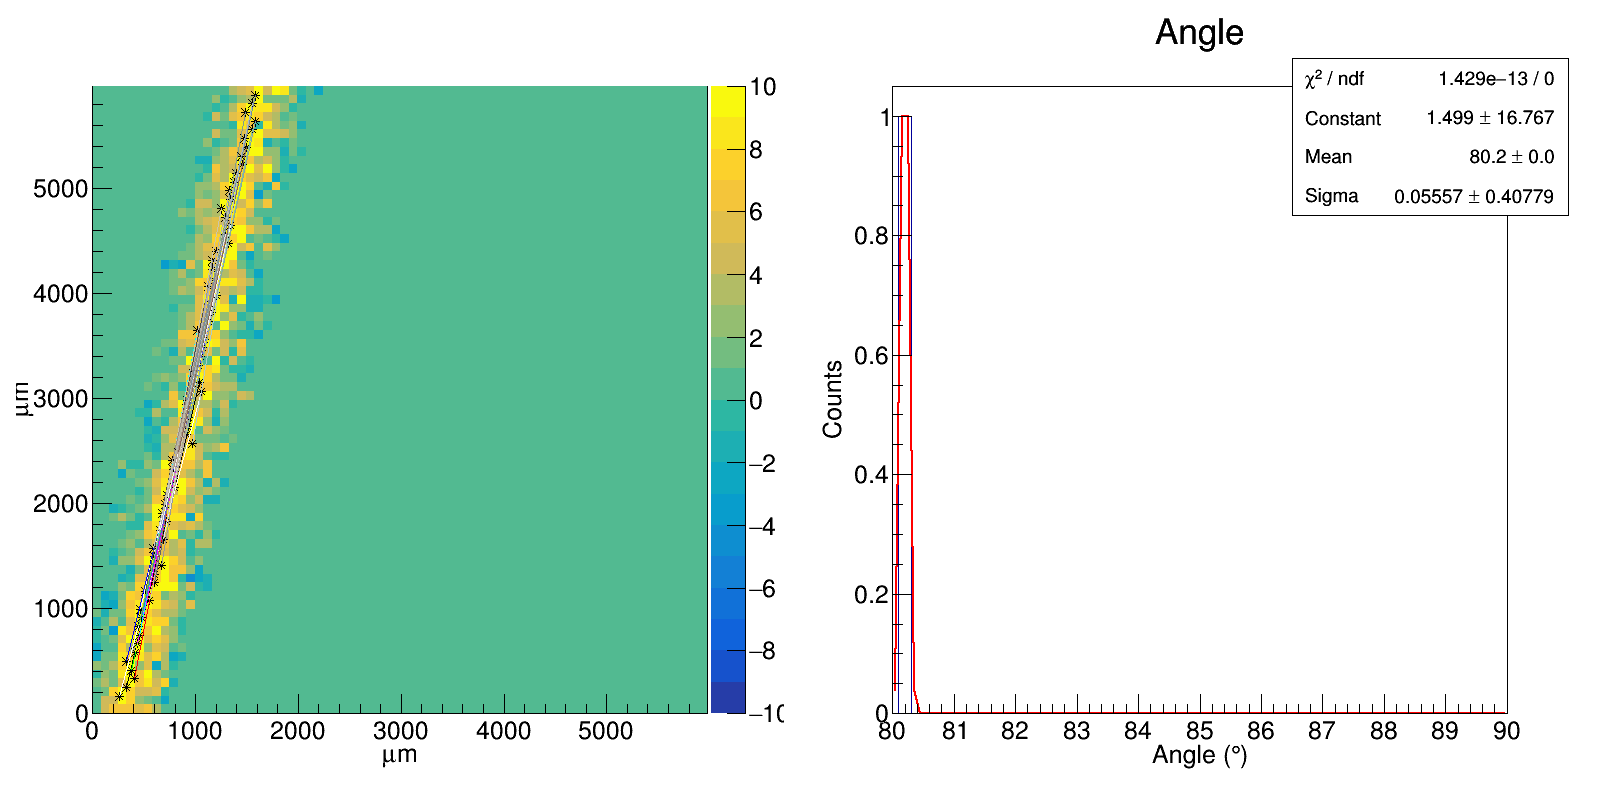 Angle
χ² / ndf 1.429e−13 / 0
Constant 1.499 ± 16.767
Mean 80.2 ± 0.0
Sigma 0.05557 ± 0.40779
μm
5000
4000
3000
2000
1000
0
0 1000 2000 3000 4000 5000
μm
10
8
6
4
2
0
−2
−4
−6
−8
−10
Counts
1
0.8
0.6
0.4
0.2
0
80 81 82 83 84 85 86 87 88 89 90
Angle (°)